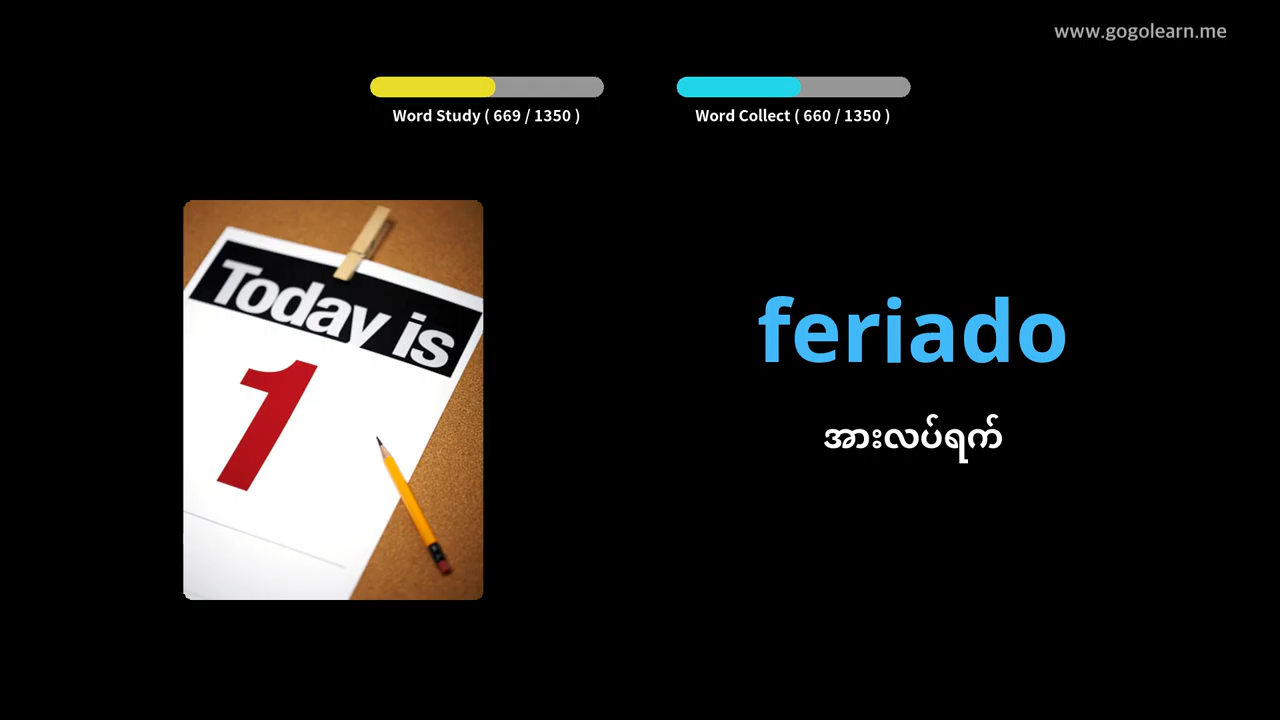 www.gogolearn.me
Word Study ( 669 / 1350 )
Word Collect ( 660 / 1350 )
Today is
1
feriado
အားလပ်ရက်